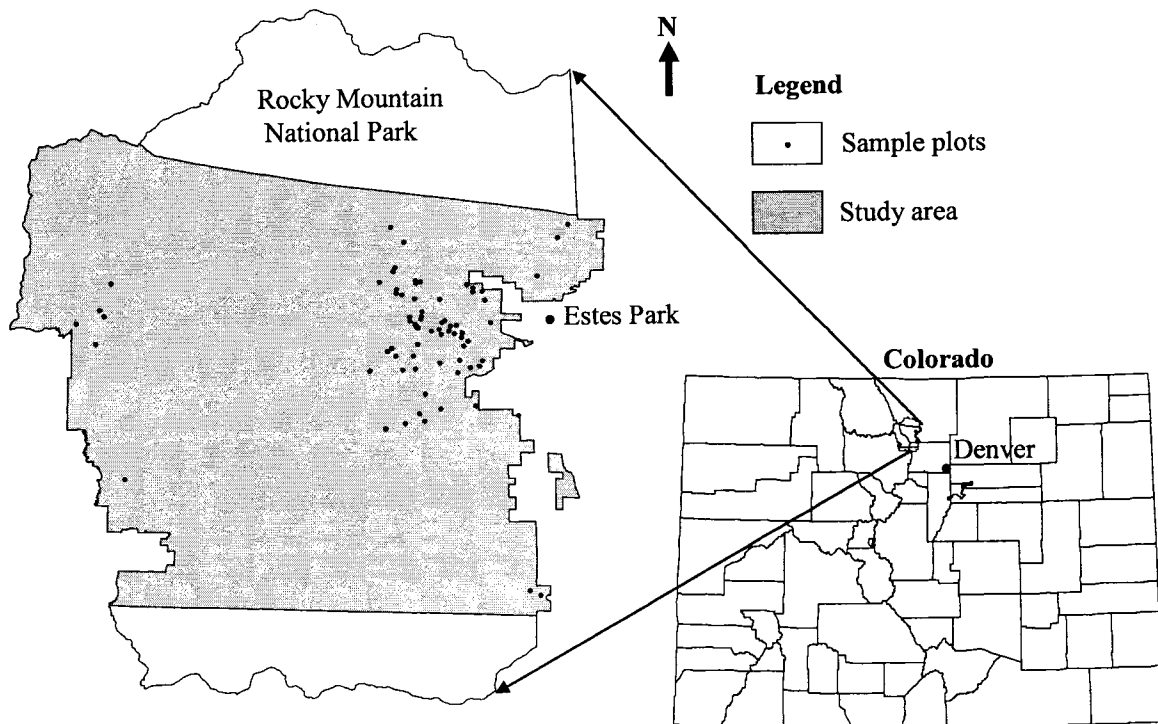 N
Rocky Mountain
National Park
Legend
Sample plots
Study area
Estes Park
Colorado
Denver